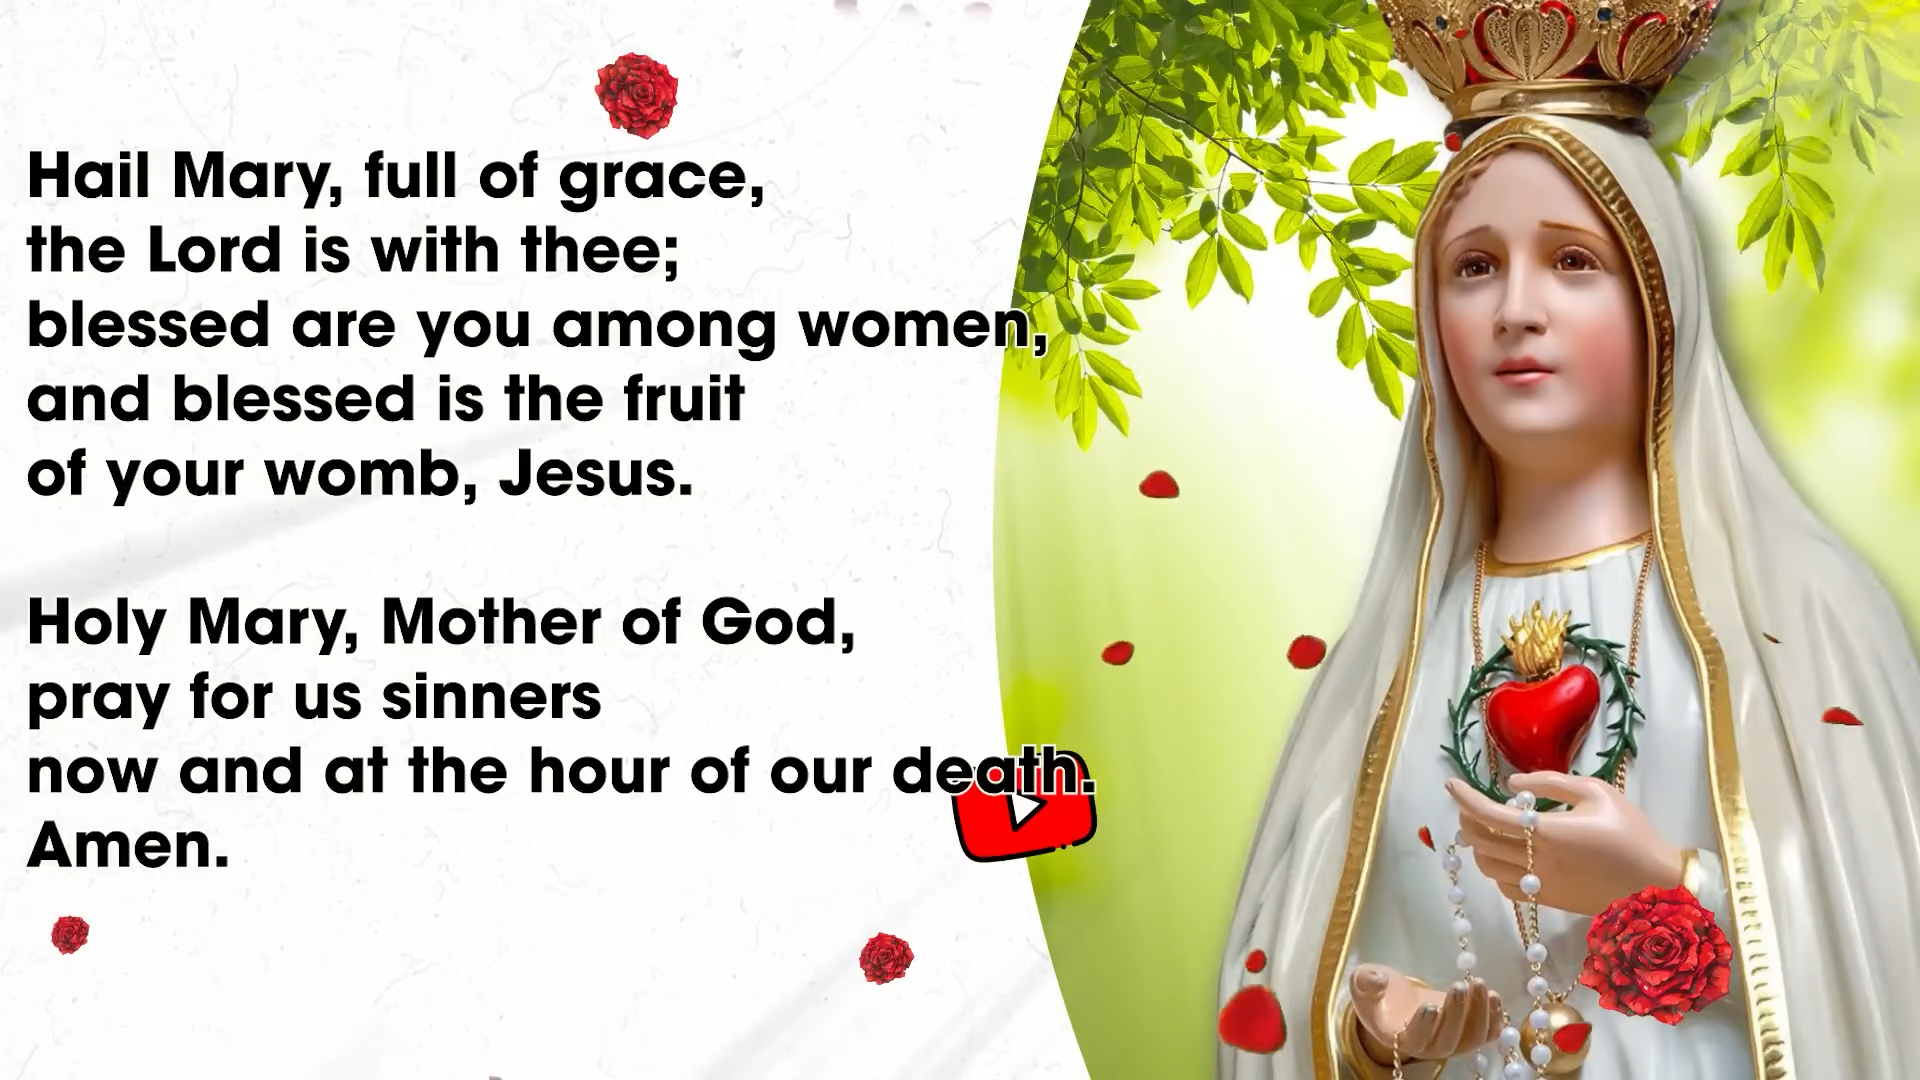 Hail Mary, full of grace,
the Lord is with thee;
blessed are you among women,
and blessed is the fruit
of your womb, Jesus.
Holy Mary, Mother of God,
pray for us sinners
now and at the hour of our death.
Amen.